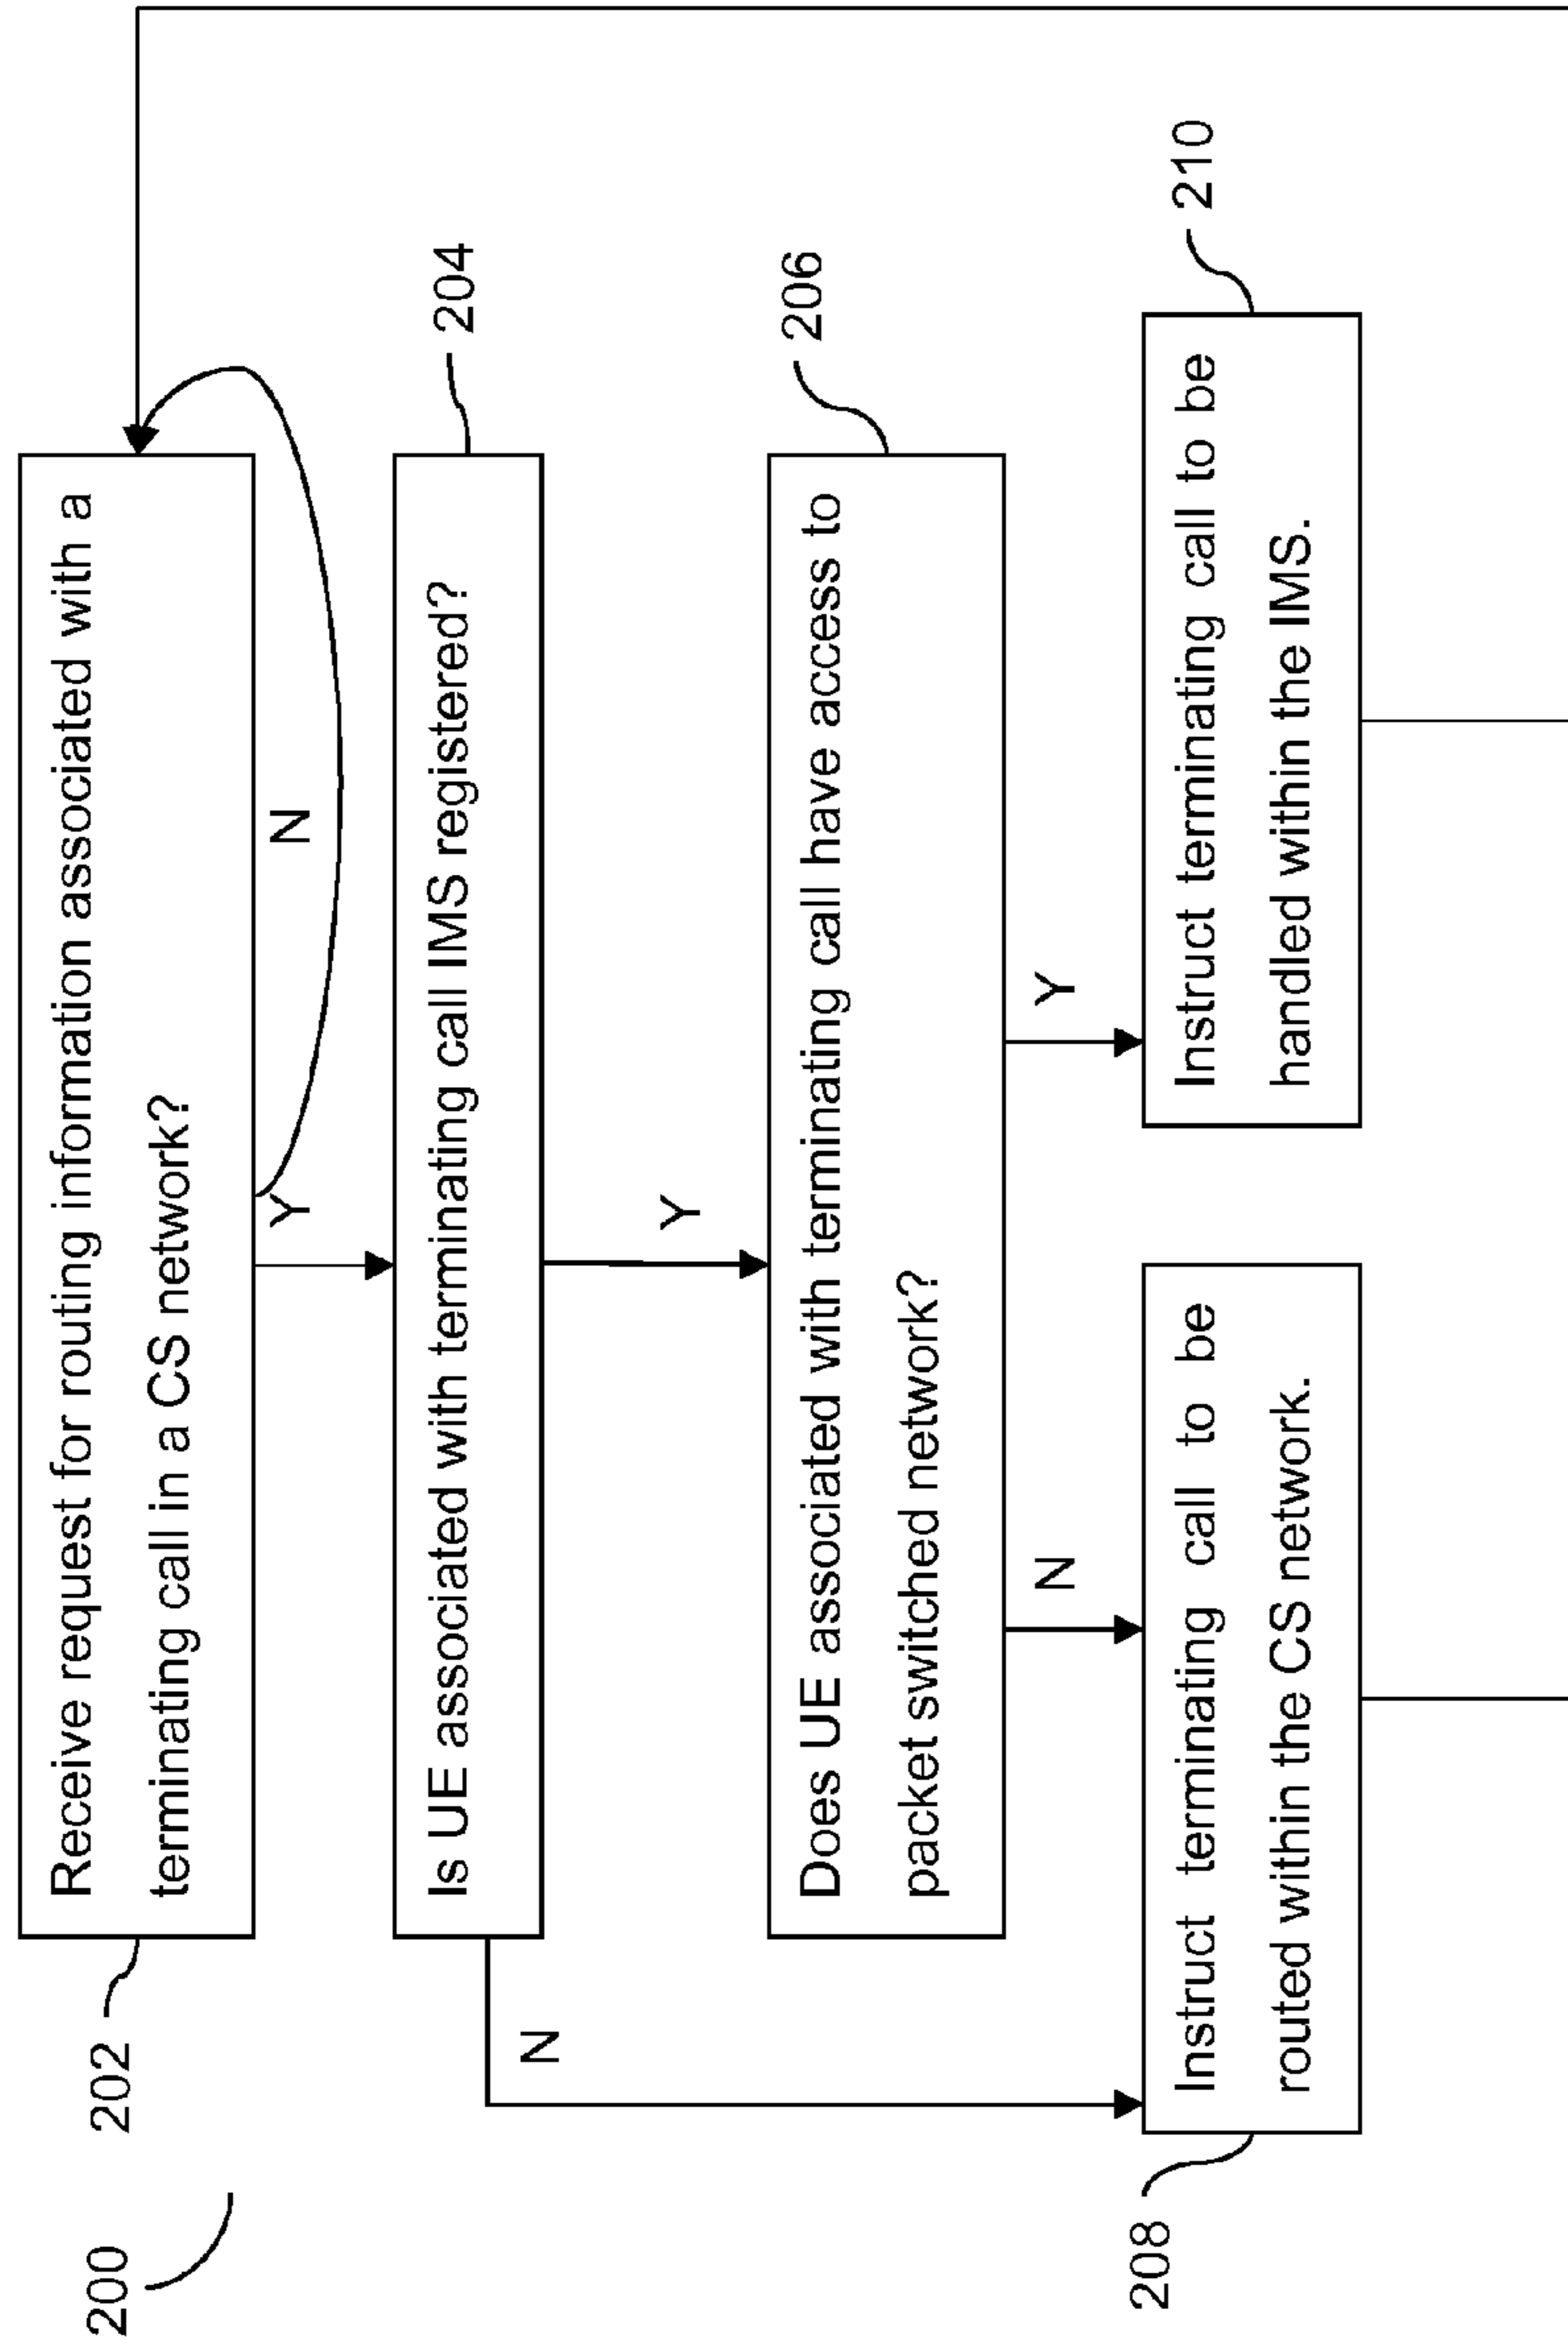 200
202
Receive request for routing information associated with a
terminating call in a CS network?
Y
N
204
Is UE associated with terminating call IMS registered?
N
Y
206
Does UE associated with terminating call have access to
packet switched network?
N
Y
208
Instruct terminating call to be
routed within the CS network.
210
Instruct terminating call to be
handled within the IMS.